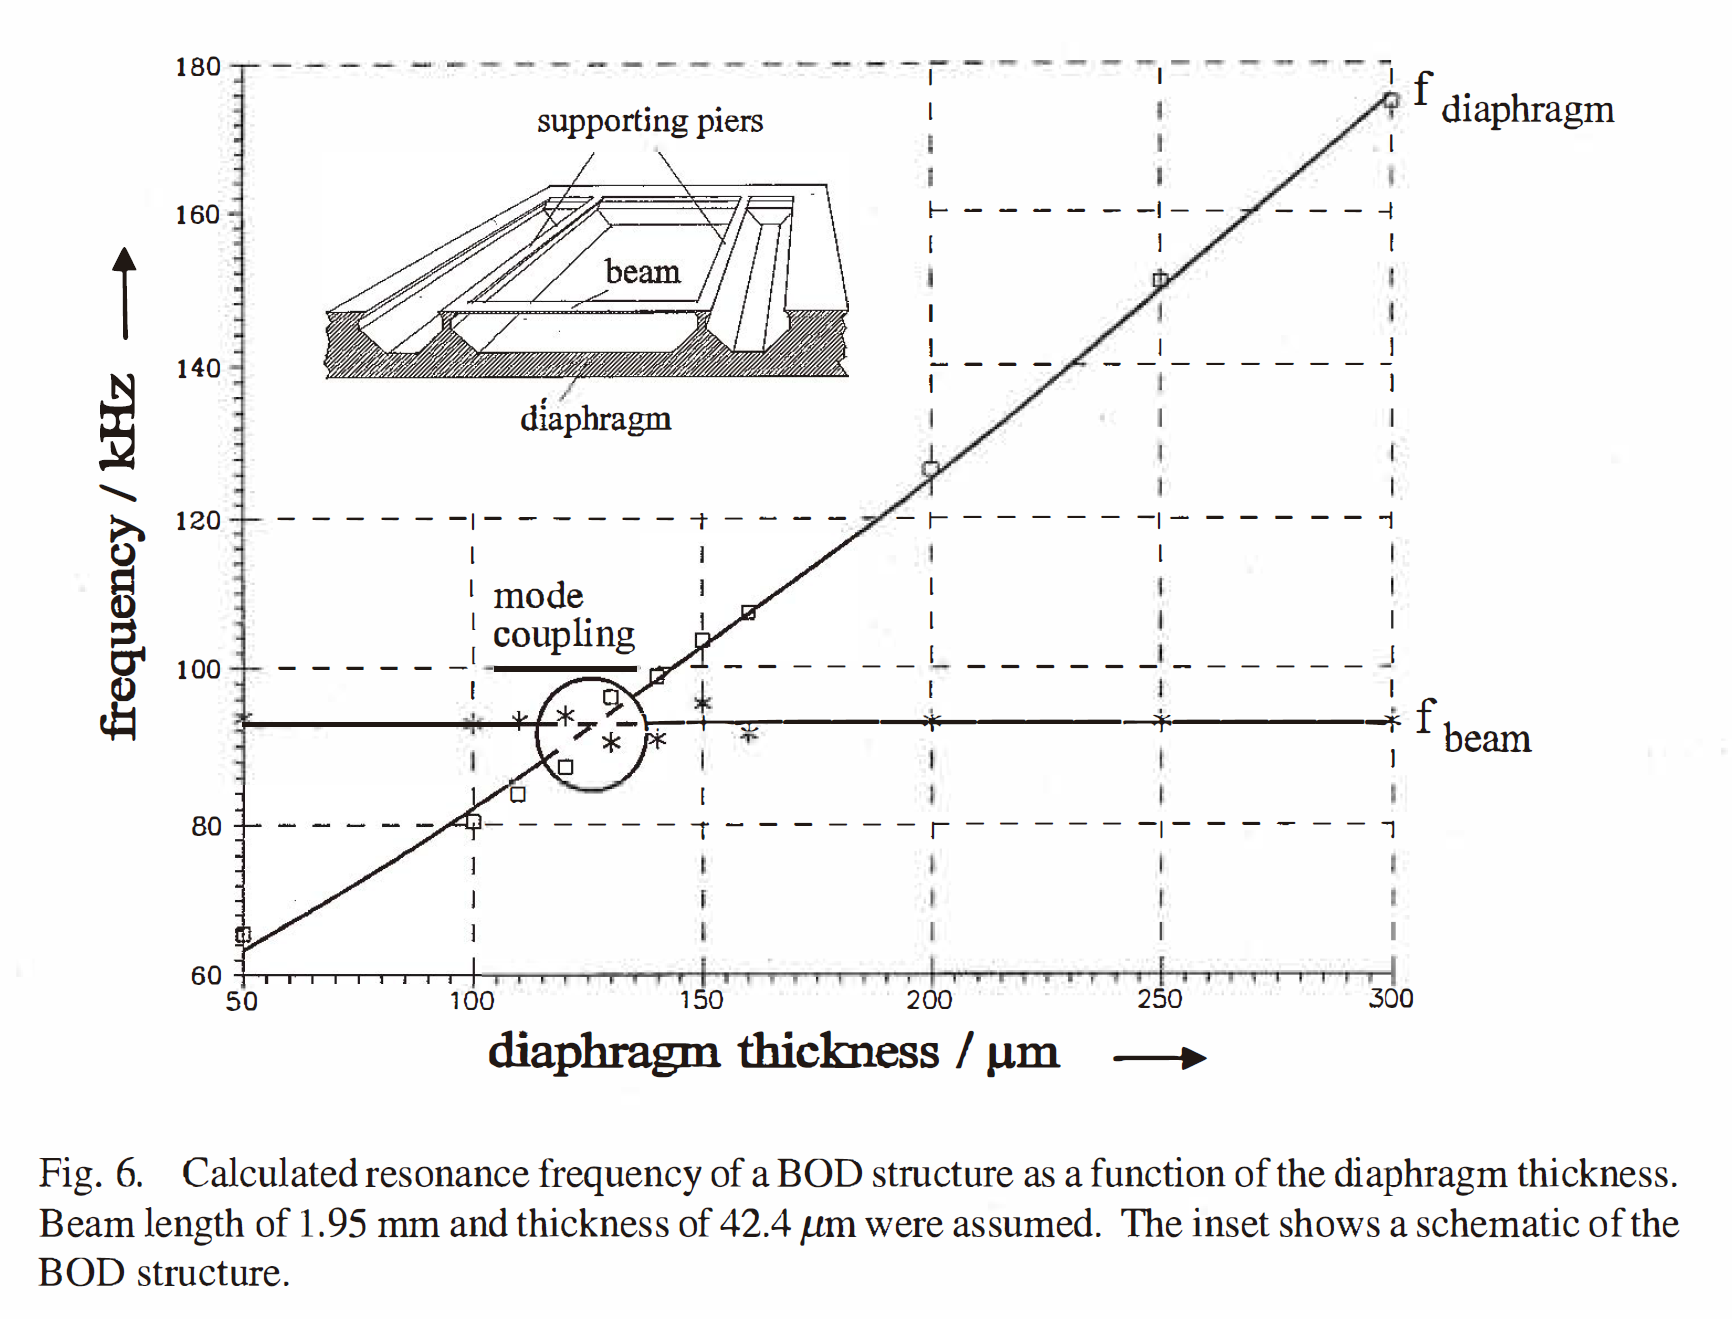 180
f diaphragm
supporting piers
160
beam
140
diaphragm
120
mode
coupling
100
f beam
80
60
50 100 150 200 250 300
frequency / kHz
diaphragm thickness / μm
Fig. 6. Calculated resonance frequency of a BOD structure as a function of the diaphragm thickness.
Beam length of 1.95 mm and thickness of 42.4 μm were assumed. The inset shows a schematic of the
BOD structure.